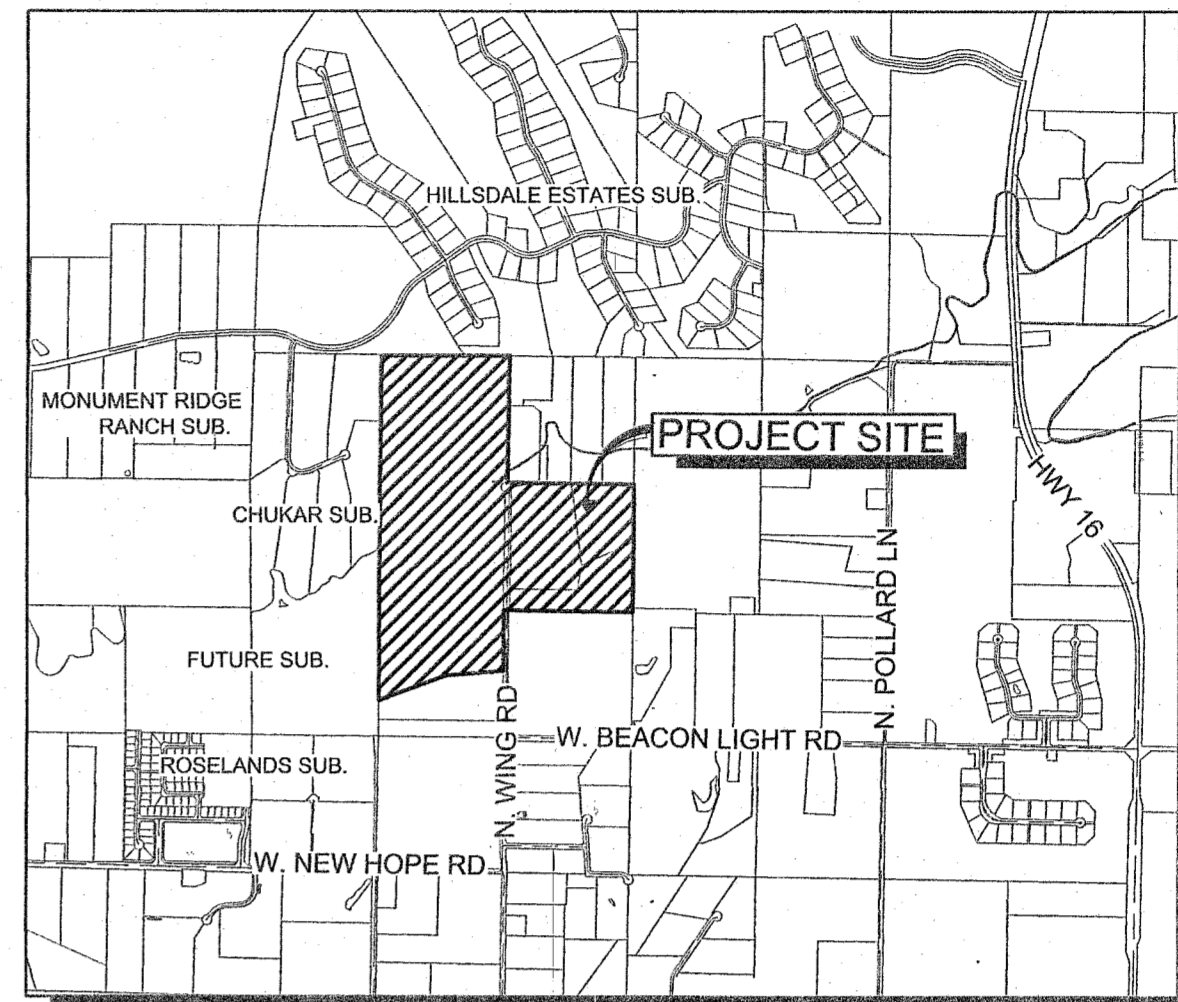 HILLSDALE ESTATES SUB.
MONUMENT RIDGE
RANCH SUB.
PROJECT SITE
HWY 16
CHUKAR SUB.
N. POLLARD LN
FUTURE SUB.
N. WING RD
W. BEACON LIGHT RD
ROSELANDS SUB.
W. NEW HOPE RD